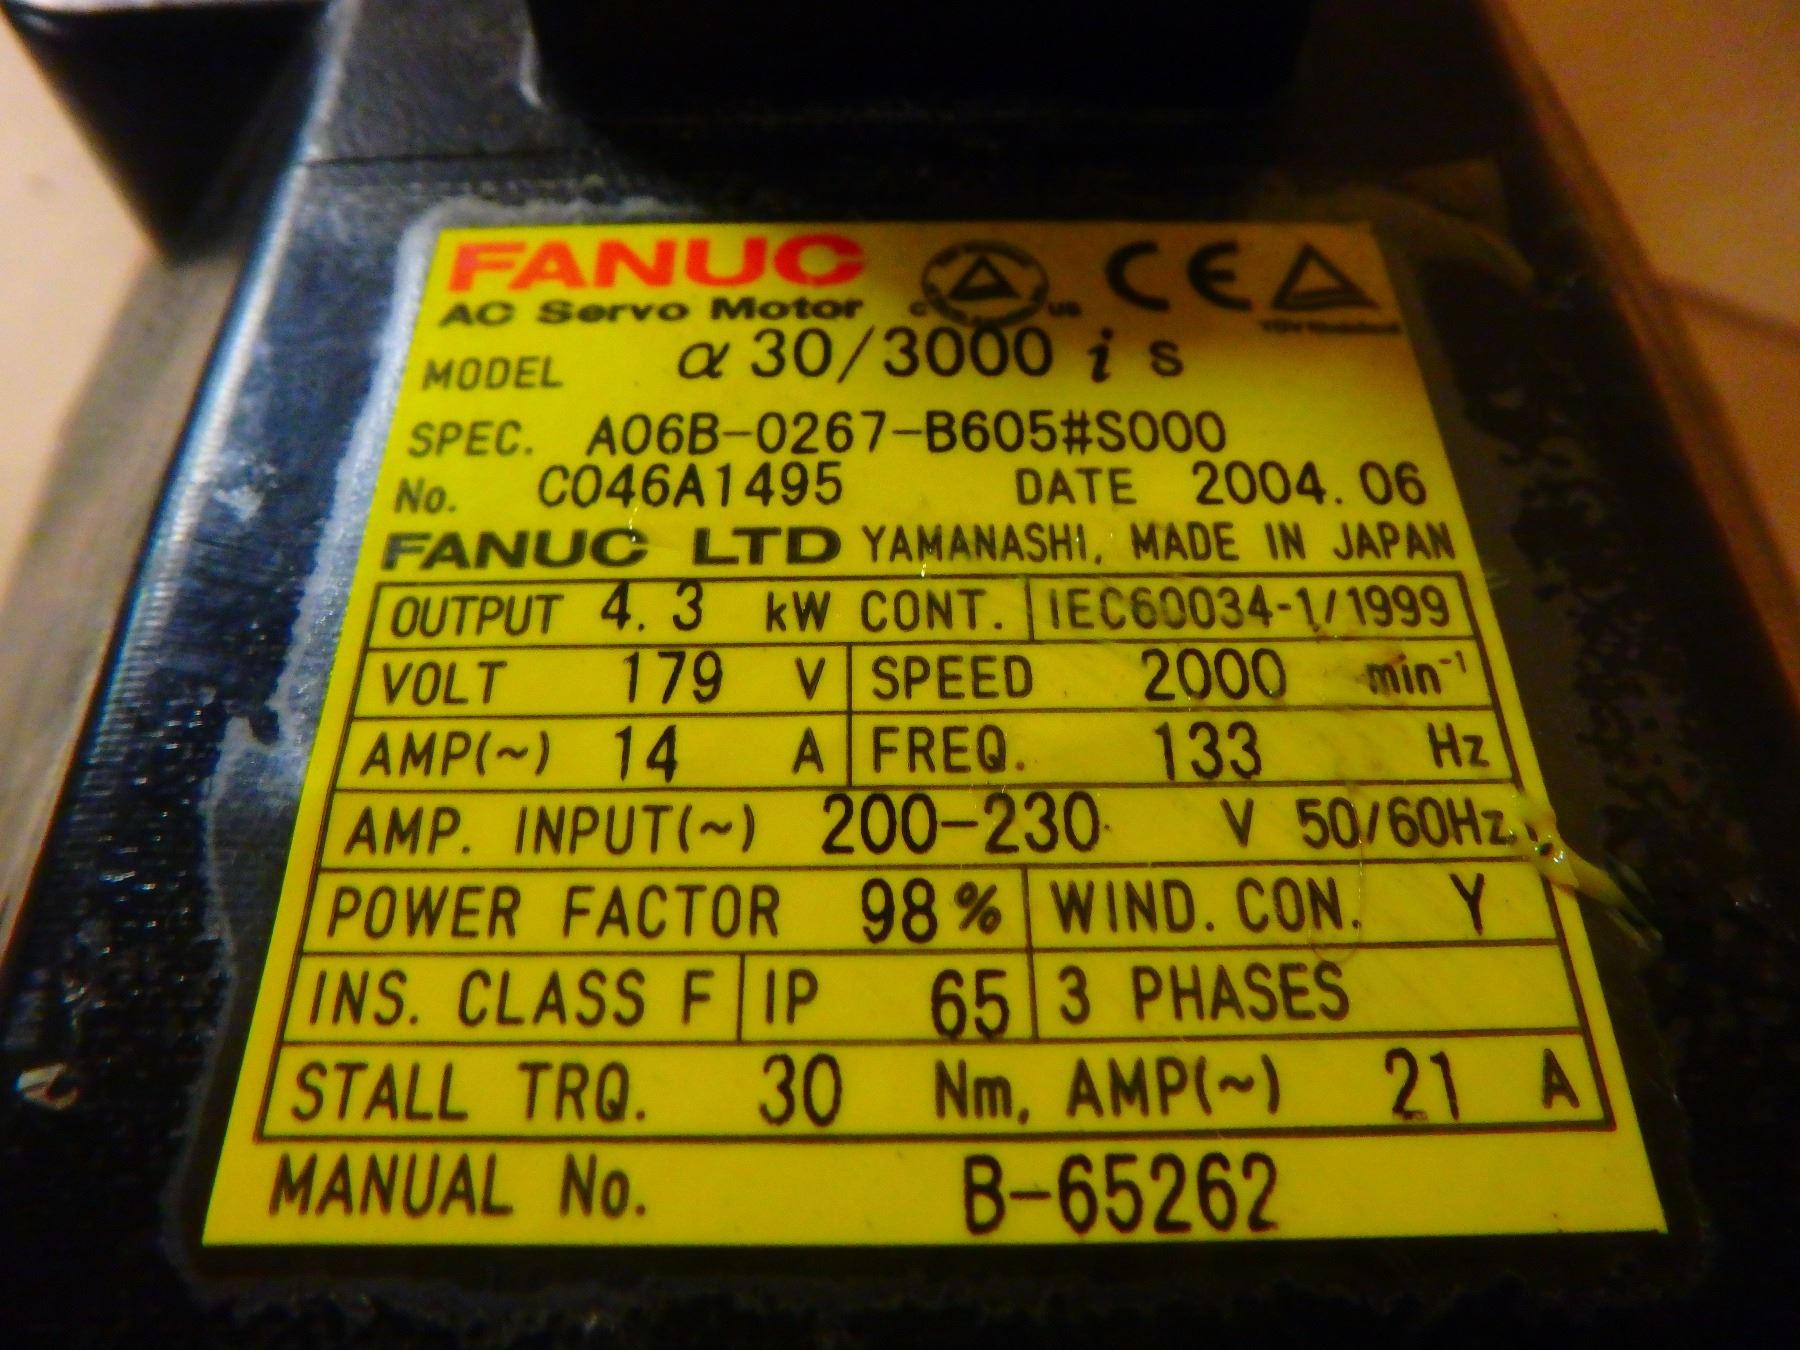 FANUC
AC Servo Motor
C US CE
MODEL α 30/3000 i s
SPEC. A06B-0267-B605#S000
No. C046A1495 DATE 2004.06
FANUC LTD YAMANASHI, MADE IN JAPAN
OUTPUT 4.3 kW CONT. IEC60034-1/1999
VOLT 179 V SPEED 2000 min⁻¹
AMP(~) 14 A FREQ. 133 Hz
AMP. INPUT(~) 200-230 V 50/60Hz
POWER FACTOR 98% WIND. CON. Y
INS. CLASS F IP 65 3 PHASES
STALL TRQ. 30 Nm, AMP(~) 21 A
MANUAL No. B-65262